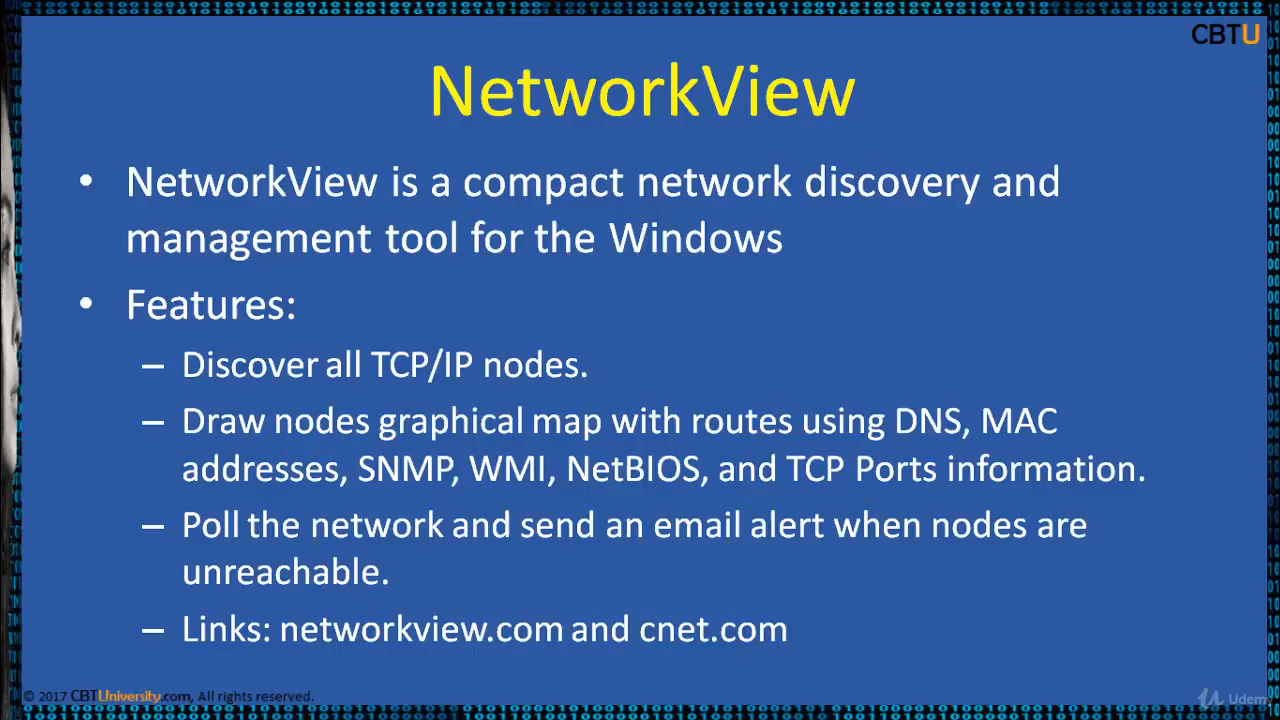 CBTU
NetworkView
• NetworkView is a compact network discovery and
management tool for the Windows
• Features:
– Discover all TCP/IP nodes.
– Draw nodes graphical map with routes using DNS, MAC
addresses, SNMP, WMI, NetBIOS, and TCP Ports information.
– Poll the network and send an email alert when nodes are
unreachable.
– Links: networkview.com and cnet.com
© 2017 CBTUniversity.com, All rights reserved.
Udem